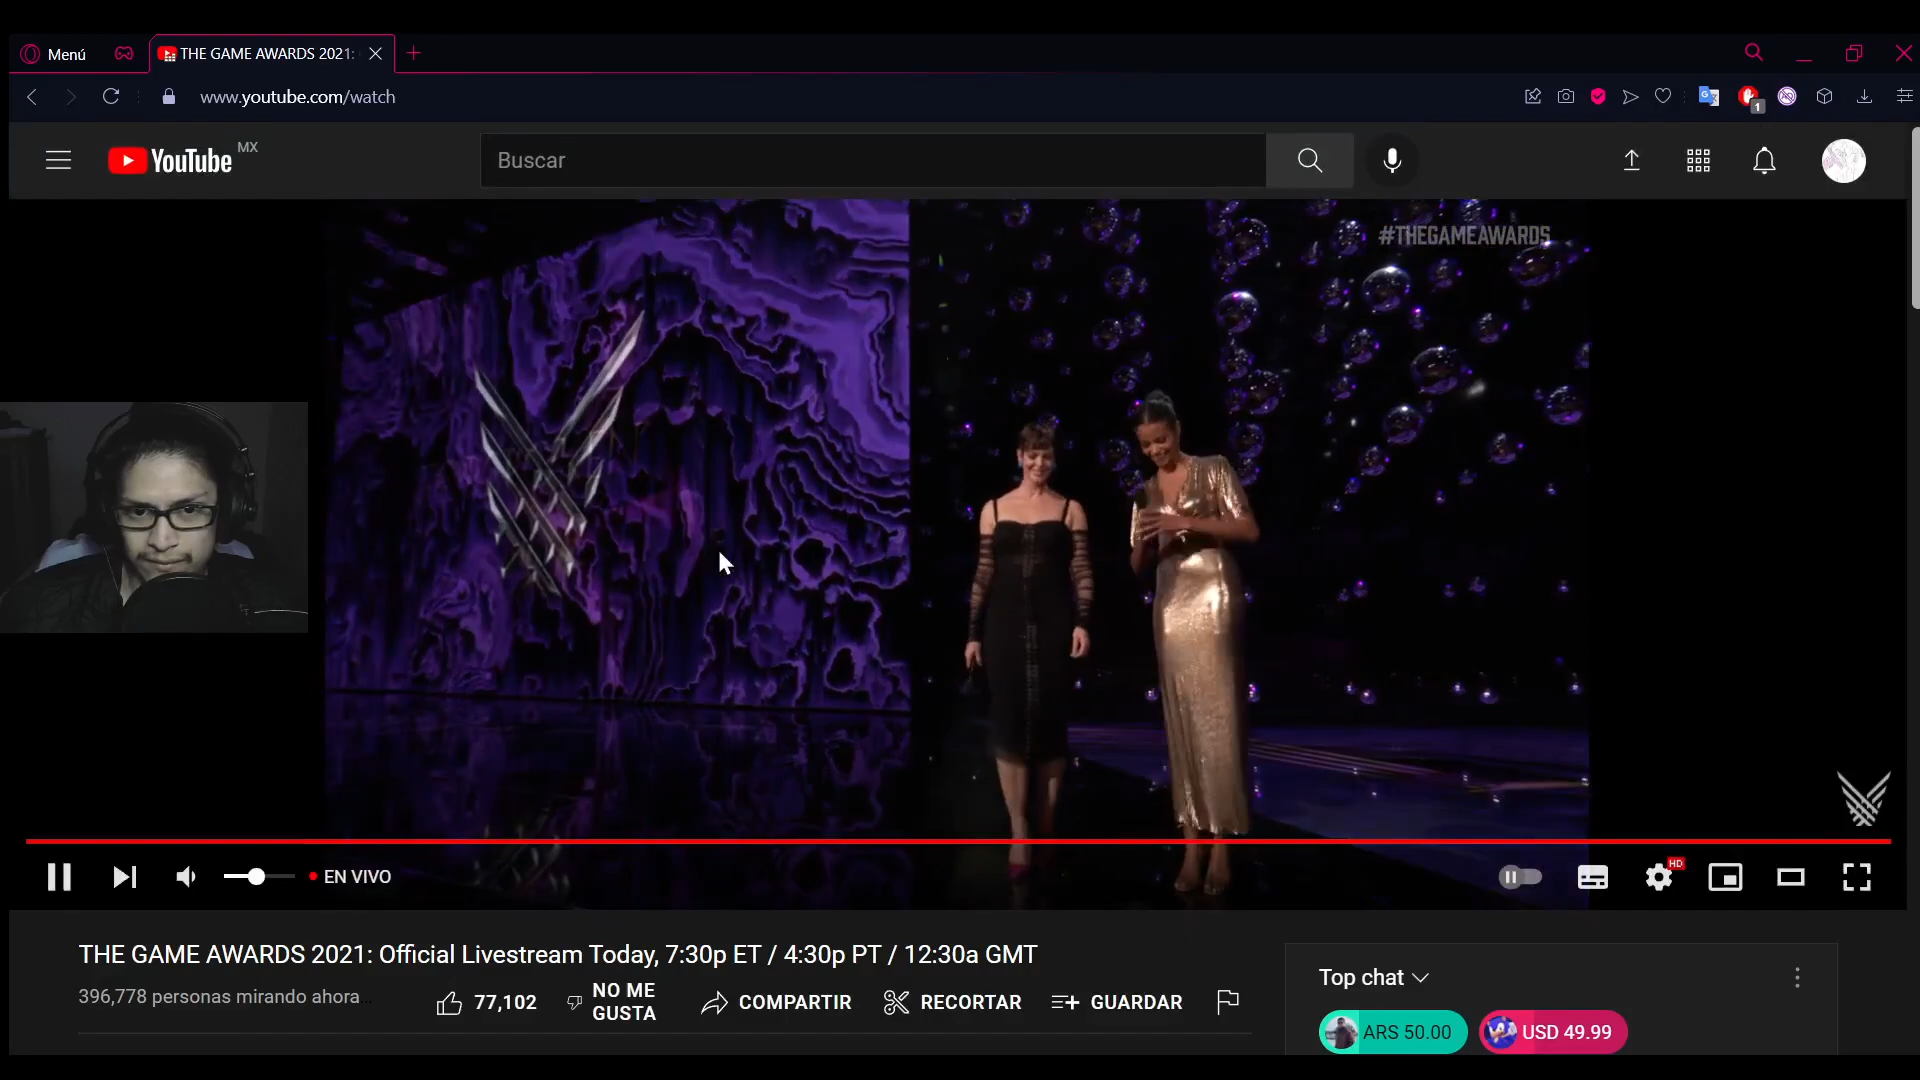 Menú
THE GAME AWARDS 2021:
www.youtube.com/watch
1
YouTube MX
Buscar
#THEGAMEAWARDS
EN VIVO
HD
THE GAME AWARDS 2021: Official Livestream Today, 7:30p ET / 4:30p PT / 12:30a GMT
396,778 personas mirando ahora
77,102
NO ME
GUSTA
COMPARTIR
RECORTAR
GUARDAR
Top chat
ARS 50.00
USD 49.99